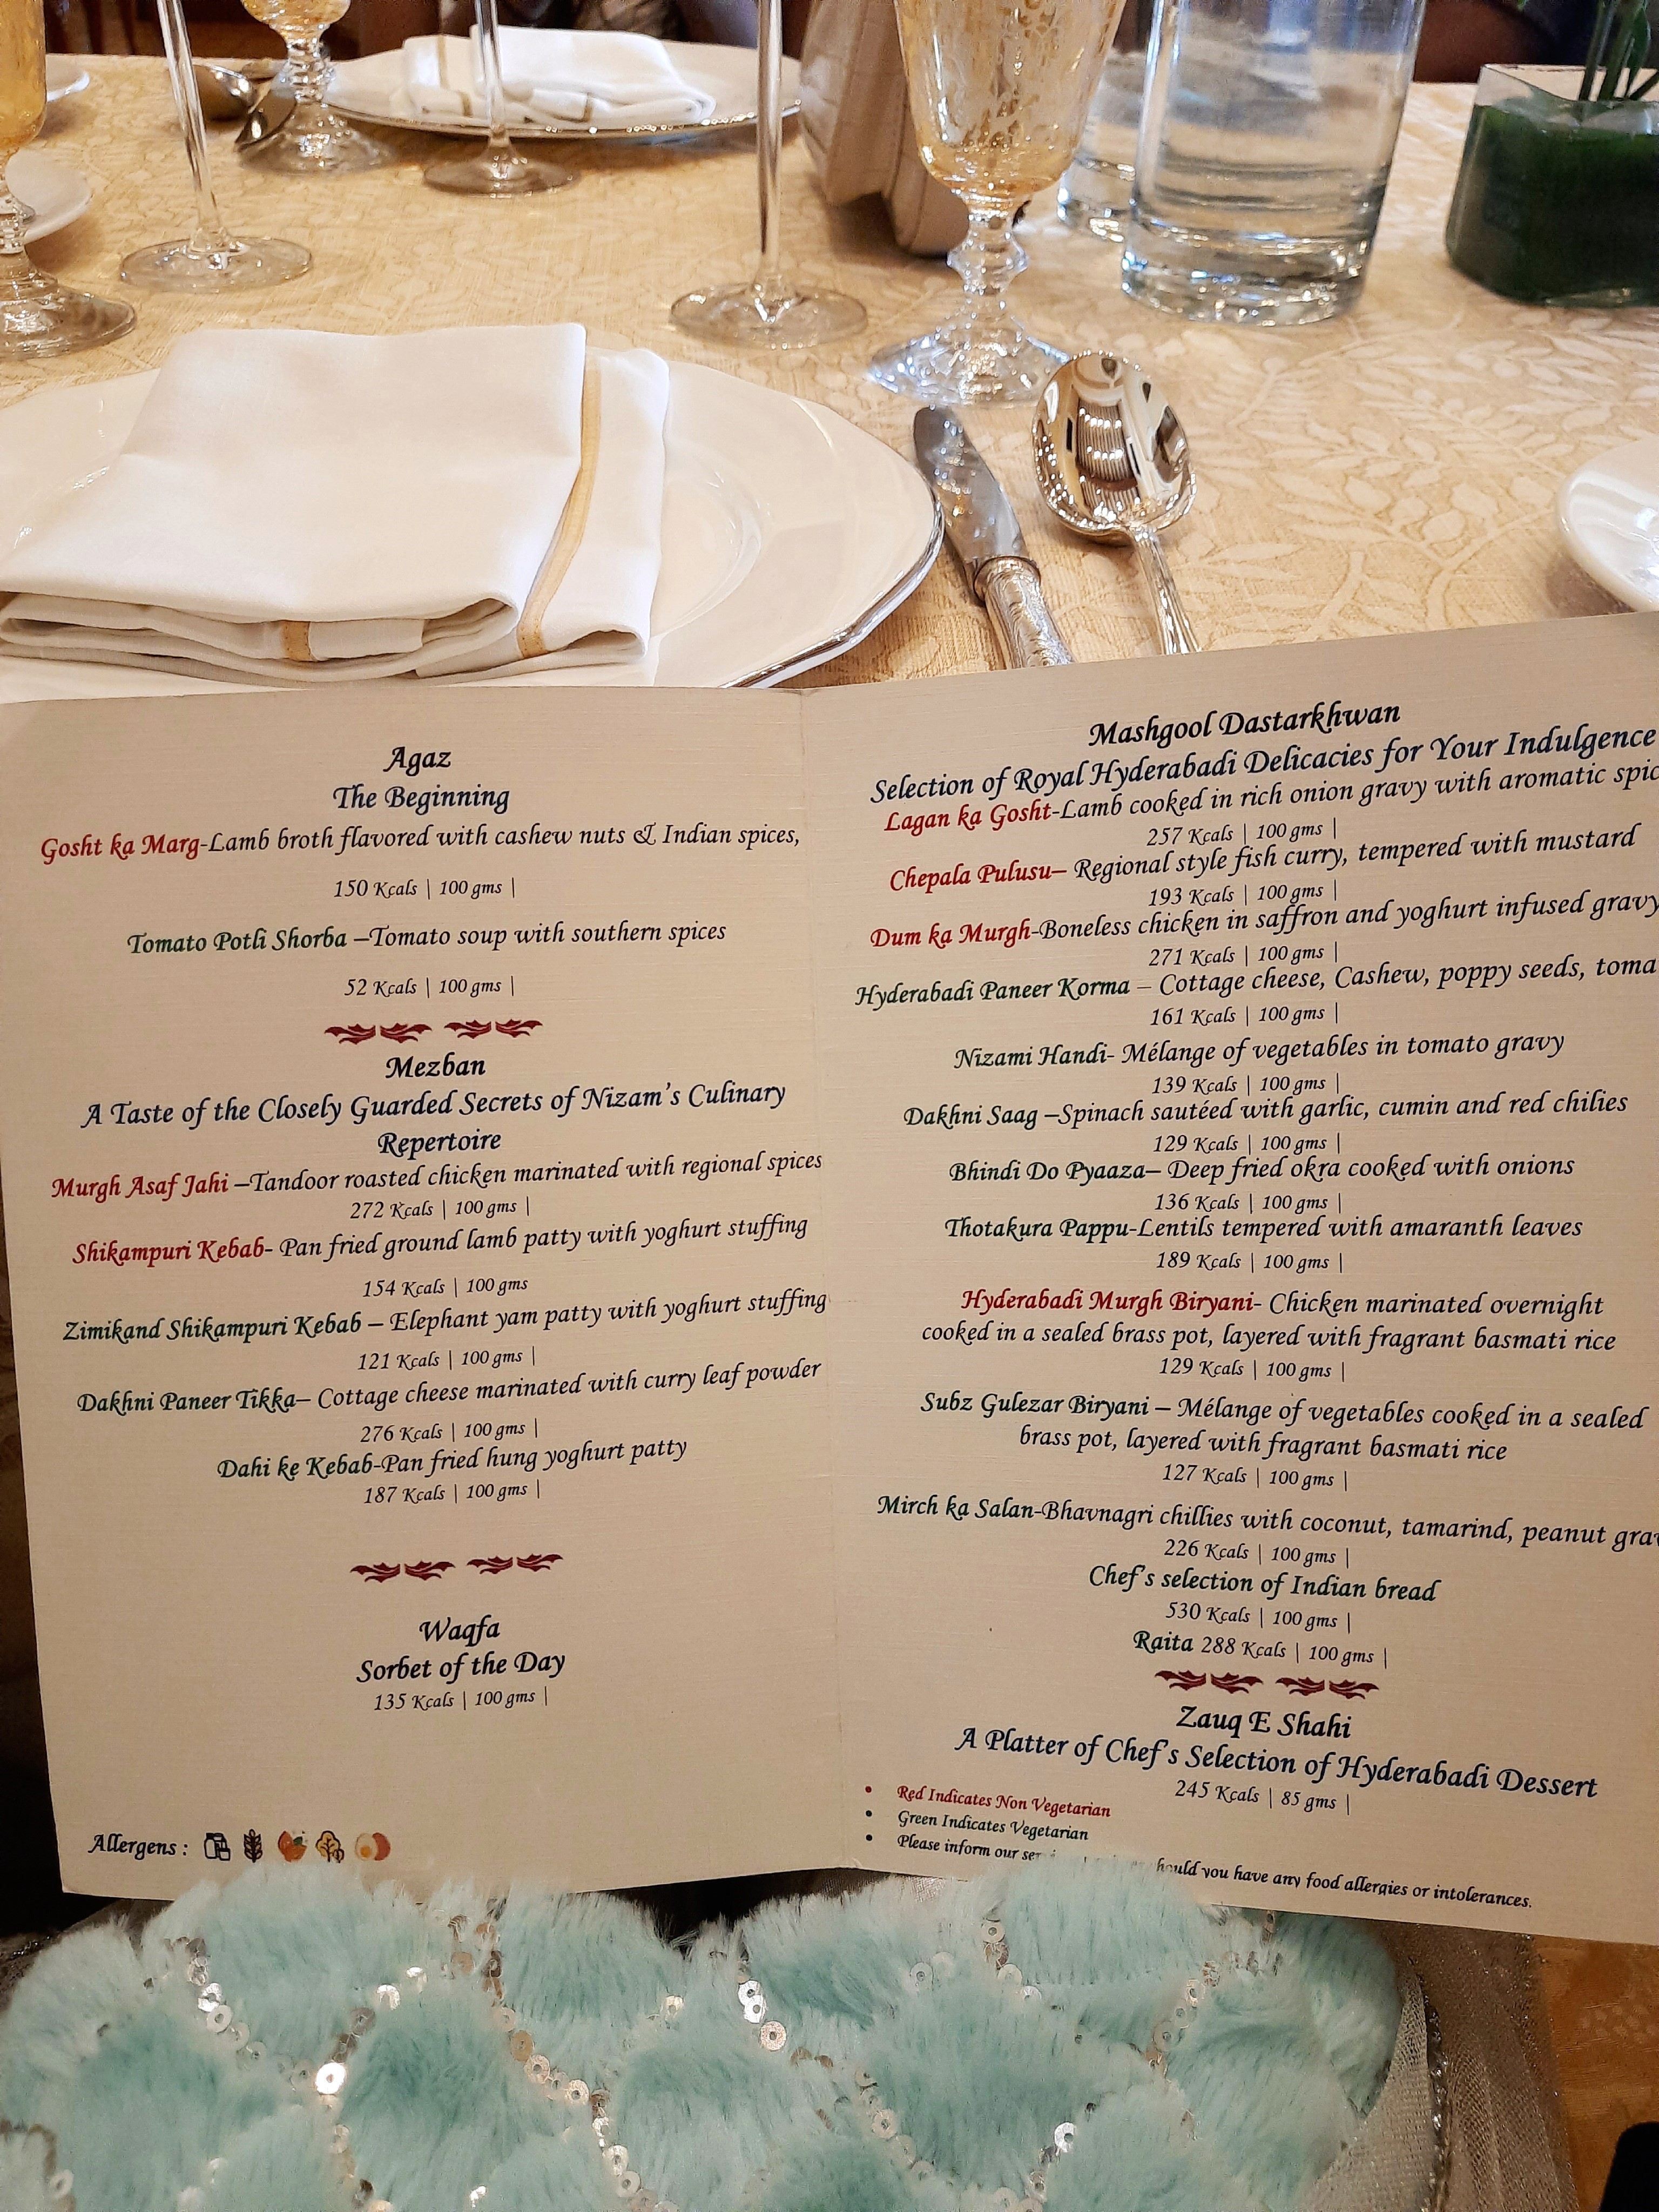 Agaz
The Beginning
Gosht ka Marg-Lamb broth flavored with cashew nuts & Indian spices,
150 Kcals | 100 gms |
Tomato Potli Shorba –Tomato soup with southern spices
52 Kcals | 100 gms |
Mezban
A Taste of the Closely Guarded Secrets of Nizam's Culinary
Repertoire
Murgh Asaf Jahi –Tandoor roasted chicken marinated with regional spices
272 Kcals | 100 gms |
Shikampuri Kebab- Pan fried ground lamb patty with yoghurt stuffing
154 Kcals | 100 gms
Zimikand Shikampuri Kebab – Elephant yam patty with yoghurt stuffing
121 Kcals | 100 gms |
Dakhni Paneer Tikka– Cottage cheese marinated with curry leaf powder
276 Kcals | 100 gms |
Dahi ke Kebab-Pan fried hung yoghurt patty
187 Kcals | 100 gms |
Waqfa
Sorbet of the Day
135 Kcals | 100 gms |
Allergens :
Mashgool Dastarkhwan
Selection of Royal Hyderabadi Delicacies for Your Indulgence
Lagan ka Gosht-Lamb cooked in rich onion gravy with aromatic
257 Kcals | 100 gms |
Chepala Pulusu– Regional style fish curry, tempered with mustard
193 Kcals | 100 gms |
Dum ka Murgh-Boneless chicken in saffron and yoghurt infused gravy
271 Kcals | 100 gms |
Hyderabadi Paneer Korma – Cottage cheese, Cashew, poppy seeds,
161 Kcals | 100 gms |
Nizami Handi- Mélange of vegetables in tomato gravy
139 Kcals | 100 gms |
Dakhni Saag –Spinach sautéed with garlic, cumin and red chilies
129 Kcals | 100 gms |
Bhindi Do Pyaaza– Deep fried okra cooked with onions
136 Kcals | 100 gms |
Thotakura Pappu-Lentils tempered with amaranth leaves
189 Kcals | 100 gms |
Hyderabadi Murgh Biryani- Chicken marinated overnight
cooked in a sealed brass pot, layered with fragrant basmati rice
129 Kcals | 100 gms |
Subz Gulezar Biryani – Mélange of vegetables cooked in a sealed
brass pot, layered with fragrant basmati rice
127 Kcals | 100 gms |
Mirch ka Salan-Bhavnagri chillies with coconut, tamarind, peanut
226 Kcals | 100 gms |
Chef's selection of Indian bread
530 Kcals | 100 gms |
Raita 288 Kcals | 100 gms |
Zauq E Shahi
A Platter of Chef's Selection of Hyderabadi Dessert
245 Kcals | 85 gms |
• Red Indicates Non Vegetarian
• Green Indicates Vegetarian
• Please inform our should you have any food allergies or intolerances.